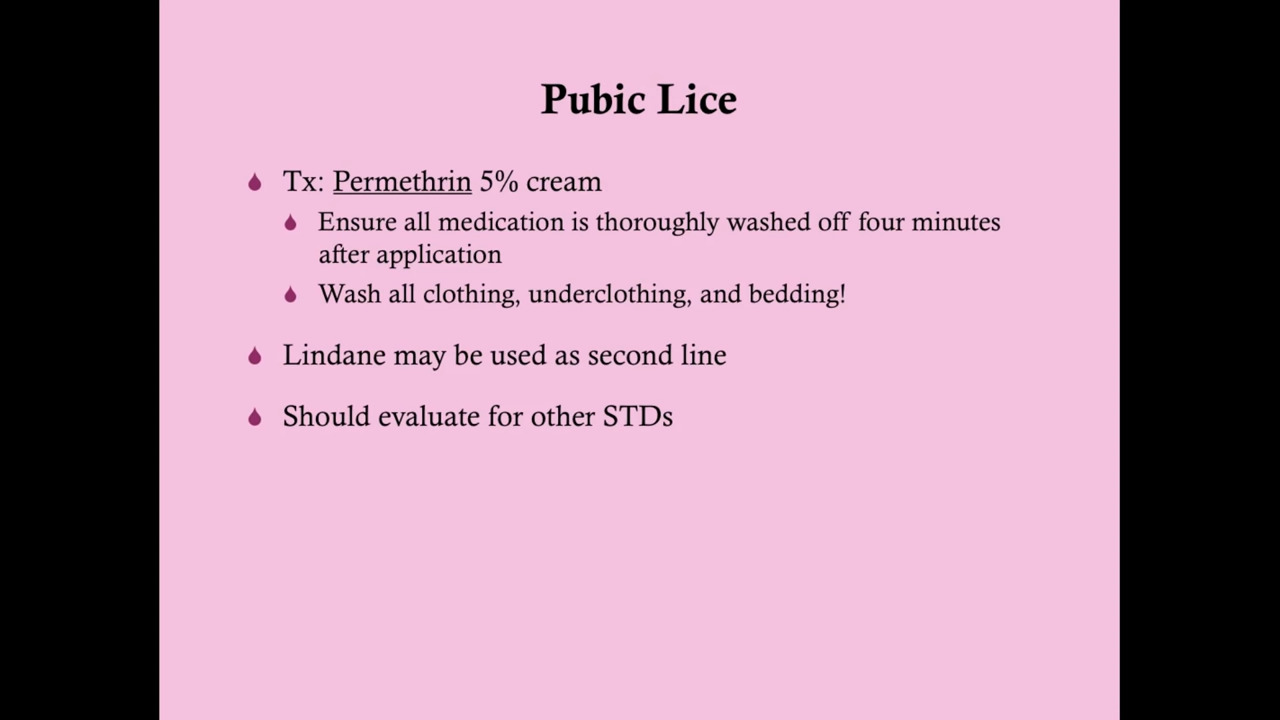 Pubic Lice
Tx: Permethrin 5% cream
Ensure all medication is thoroughly washed off four minutes
after application
Wash all clothing, underclothing, and bedding!
Lindane may be used as second line
Should evaluate for other STDs